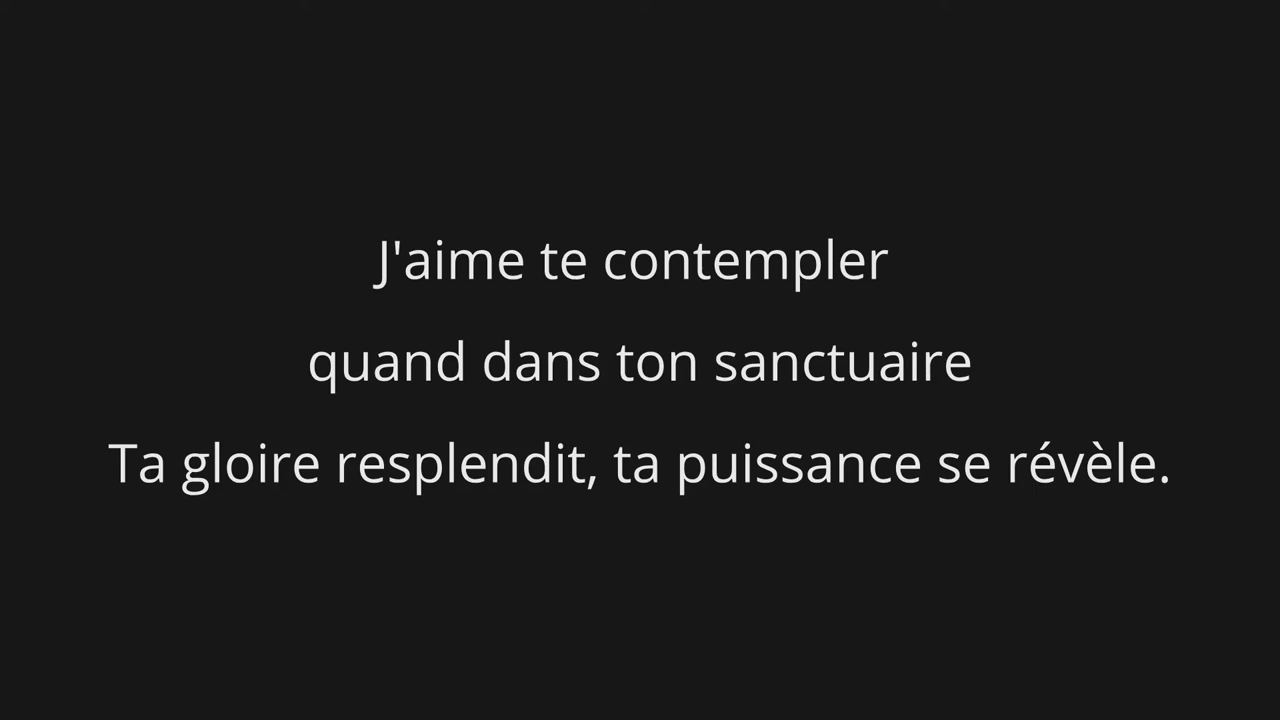 J'aime te contempler
quand dans ton sanctuaire
Ta gloire resplendit, ta puissance se révèle.